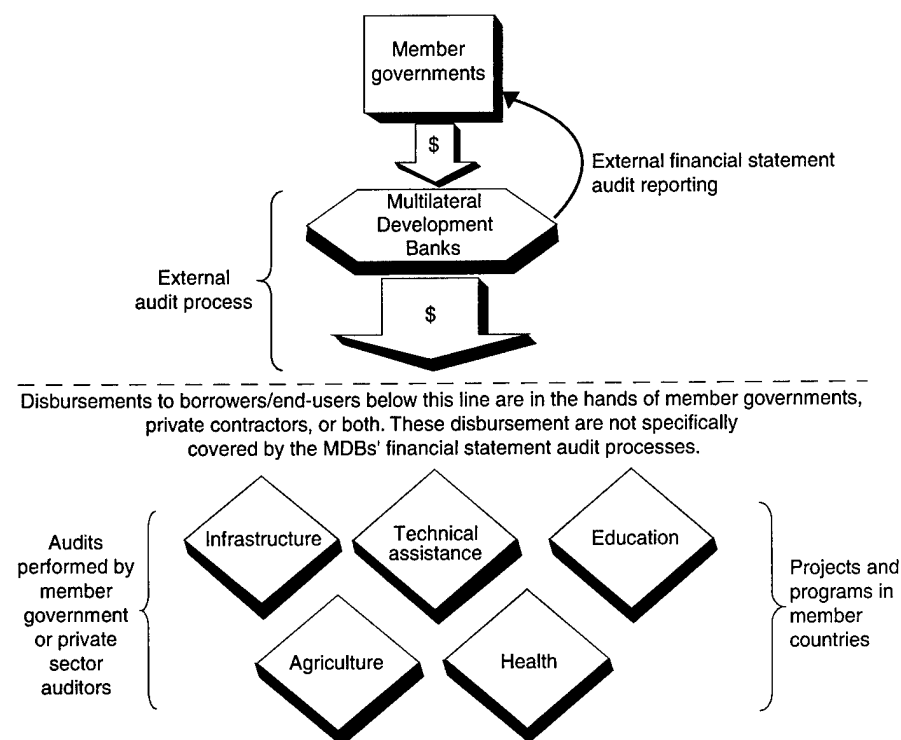 Member
governments
$
External financial statement
audit reporting
Multilateral
Development
Banks
External
audit process
$
Disbursements to borrowers/end-users below this line are in the hands of member governments,
private contractors, or both. These disbursement are not specifically
covered by the MDBs' financial statement audit processes.
Audits
performed by
member
government
or private
sector
auditors
Infrastructure
Technical
assistance
Education
Agriculture
Health
Projects and
programs in
member
countries